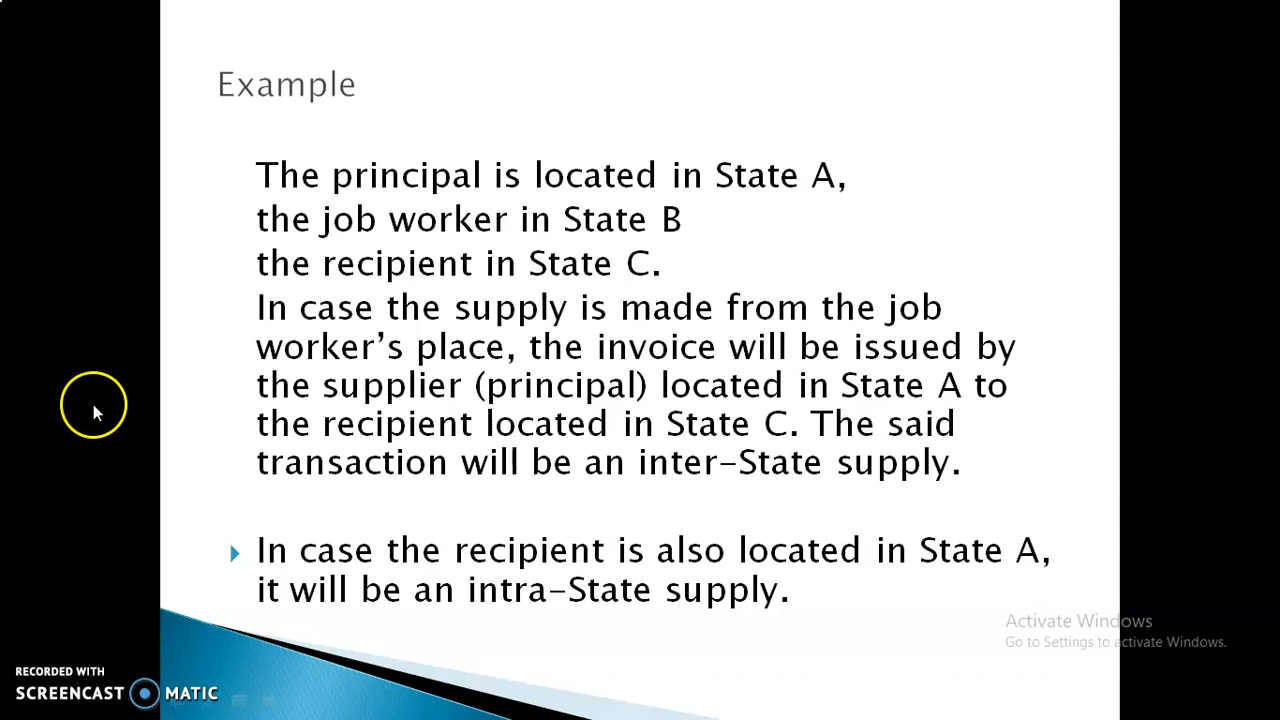 Example
The principal is located in State A,
the job worker in State B
the recipient in State C.
In case the supply is made from the job
worker’s place, the invoice will be issued by
the supplier (principal) located in State A to
the recipient located in State C. The said
transaction will be an inter-State supply.
In case the recipient is also located in State A,
it will be an intra-State supply.
Activate Windows
Go to Settings to activate Windows.
RECORDED WITH
SCREENCAST MATIC